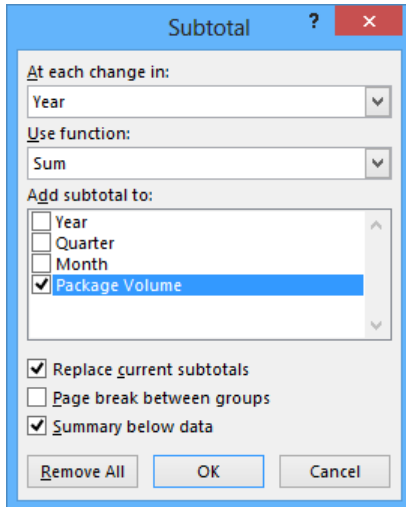 Subtotal ? ×
At each change in:
Year
Use function:
Sum
Add subtotal to:
Year
Quarter
Month
Package Volume
Replace current subtotals
Page break between groups
Summary below data
Remove All OK Cancel